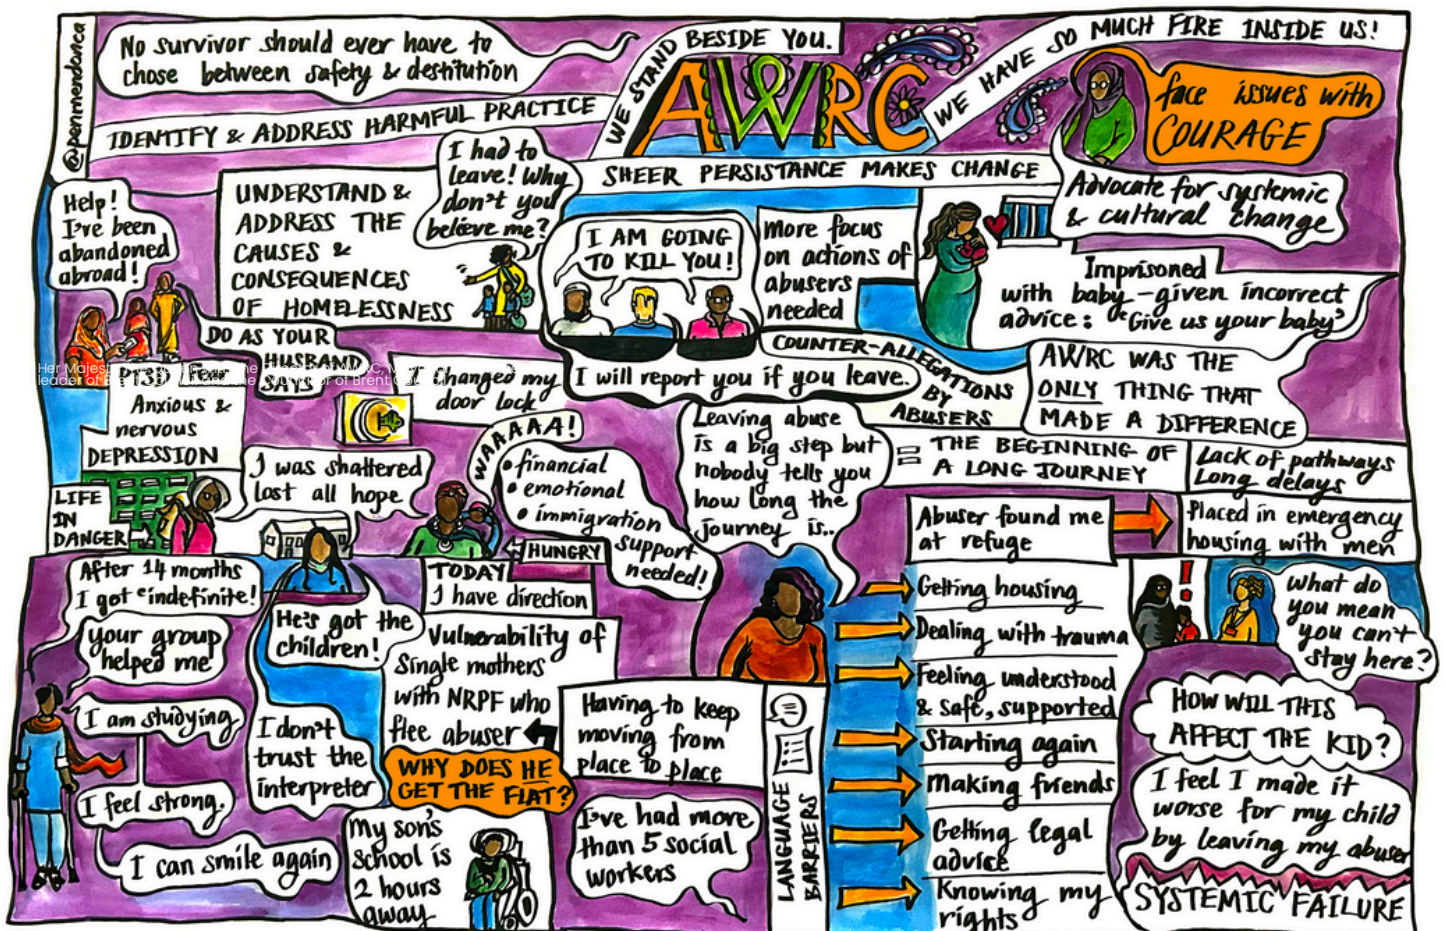 @penmendonca
No survivor should ever have to
chose between safety & destitution
IDENTIFY & ADDRESS HARMFUL PRACTICE
WE STAND BESIDE YOU.
AWRC
WE HAVE SO MUCH FIRE INSIDE US!
face issues with
COURAGE
SHEER PERSISTANCE MAKES CHANGE
Advocate for systemic
& cultural change
Help!
I've been
abandoned
abroad!
UNDERSTAND &
ADDRESS THE
CAUSES &
CONSEQUENCES
OF HOMELESSNESS
I had to
leave! Why
don't you
believe me?
I AM GOING
TO KILL YOU!
more focus
on actions of
abusers
needed
Imprisoned
with baby - given incorrect
advice: "Give us your baby"
DO AS YOUR
HUSBAND
SAYS
Her Majest
leader of
I changed my
door lock
I will report you if you leave.
COUNTER-ALLEGATIONS
BY
ABUSERS
AWRC WAS THE
ONLY THING THAT
MADE A DIFFERENCE
Anxious &
nervous
DEPRESSION
LIFE
IN
DANGER
I was shattered
lost all hope
WAAAAA!
• financial
• emotional
• immigration
support
needed!
HUNGRY
Leaving abuse
is a big step but
nobody tells you
how long the
journey is..
= THE BEGINNING OF
A LONG JOURNEY
Lack of pathways
Long delays
Abuser found me
at refuge
Placed in emergency
housing with men
After 14 months
I got 'indefinite!
your group
helped me
I am studying
I feel strong.
I can smile again
He's got the
children!
I don't
trust the
interpreter
TODAY
I have direction
Vulnerability of
Single mothers
with NRPF who
flee abuser
WHY DOES HE
GET THE FLAT?
My son's
school is
2 hours
away
Having to keep
moving from
place to place
I've had more
than 5 social
workers
LANGUAGE
BARRIERS
Getting housing
Dealing with trauma
Feeling understood
& safe, supported
Starting again
Making friends
Getting legal
advice
Knowing my
rights
!
What do
you mean
you can't
stay here?
HOW WILL THIS
AFFECT THE KID?
I feel I made it
worse for my child
by leaving my abuser
SYSTEMIC FAILURE